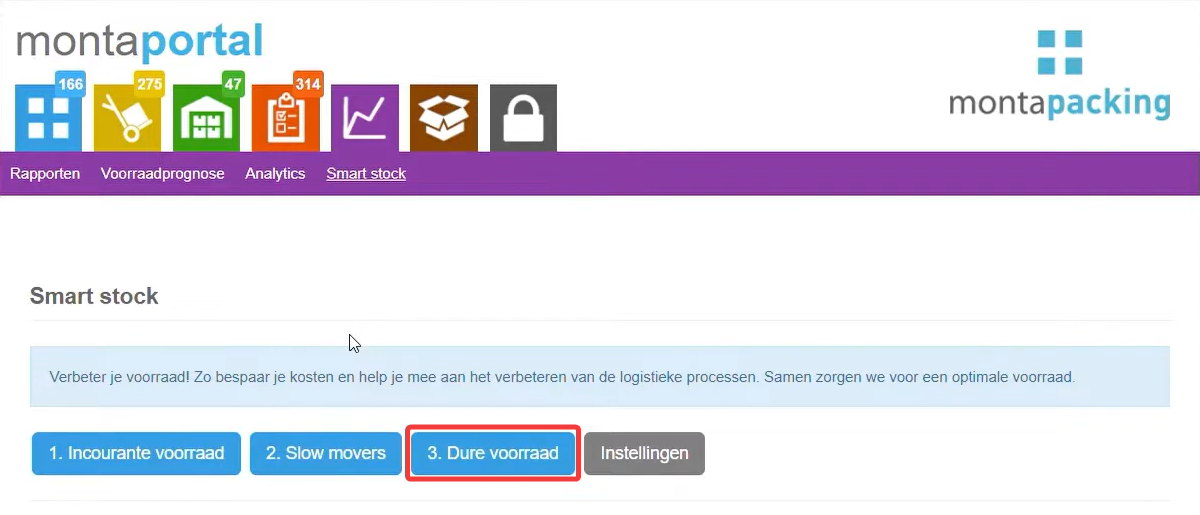 montaportal
montapacking
166 275 47 314
Rapporten Voorraadprognose Analytics Smart stock
Smart stock
Verbeter je voorraad! Zo bespaar je kosten en help je mee aan het verbeteren van de logistieke processen. Samen zorgen we voor een optimale voorraad.
1. Incourante voorraad 2. Slow movers 3. Dure voorraad Instellingen